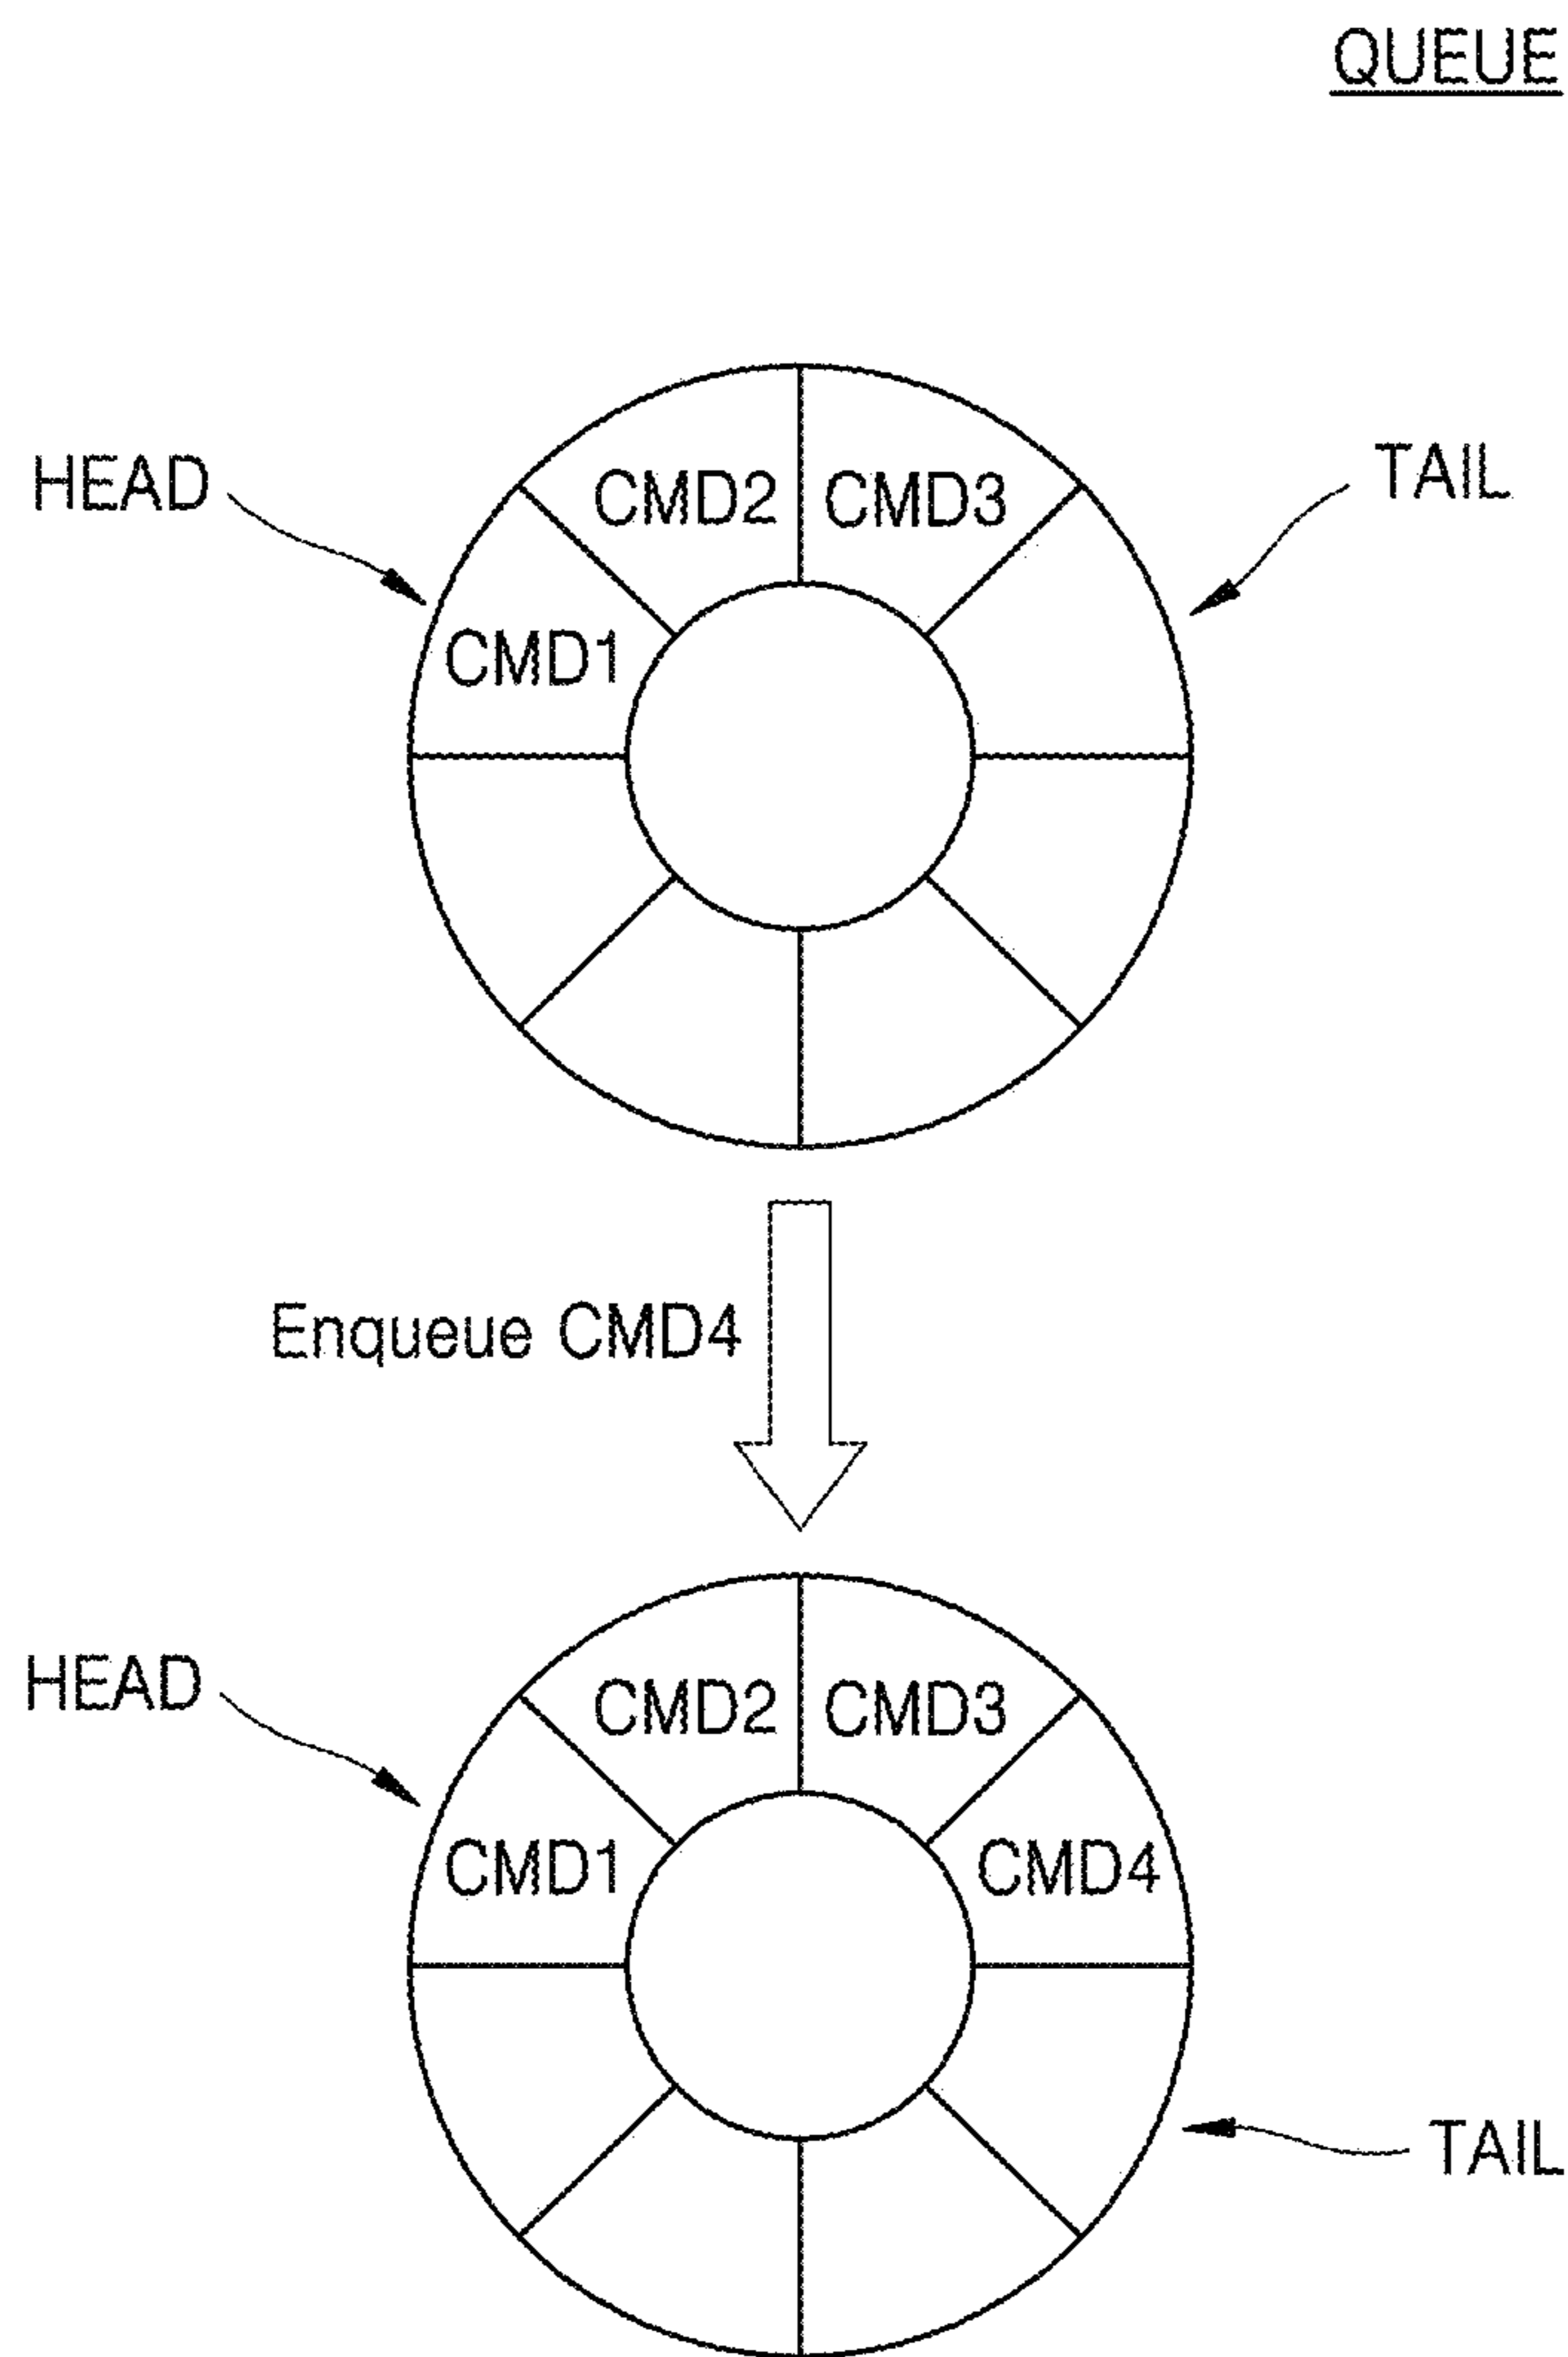 QUEUE
HEAD
TAIL
CMD2
CMD3
CMD1
Enqueue CMD4
HEAD
CMD2
CMD3
CMD1
CMD4
TAIL